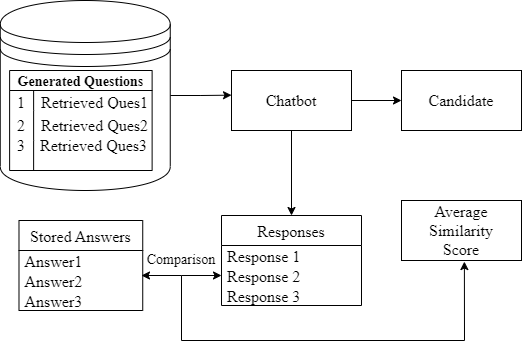 Generated Questions
1 Retrieved Ques1
2 Retrieved Ques2
3 Retrieved Ques3
Chatbot
Candidate
Stored Answers
Answer1
Answer2
Answer3
Comparison
Responses
Response 1
Response 2
Response 3
Average
Similarity
Score